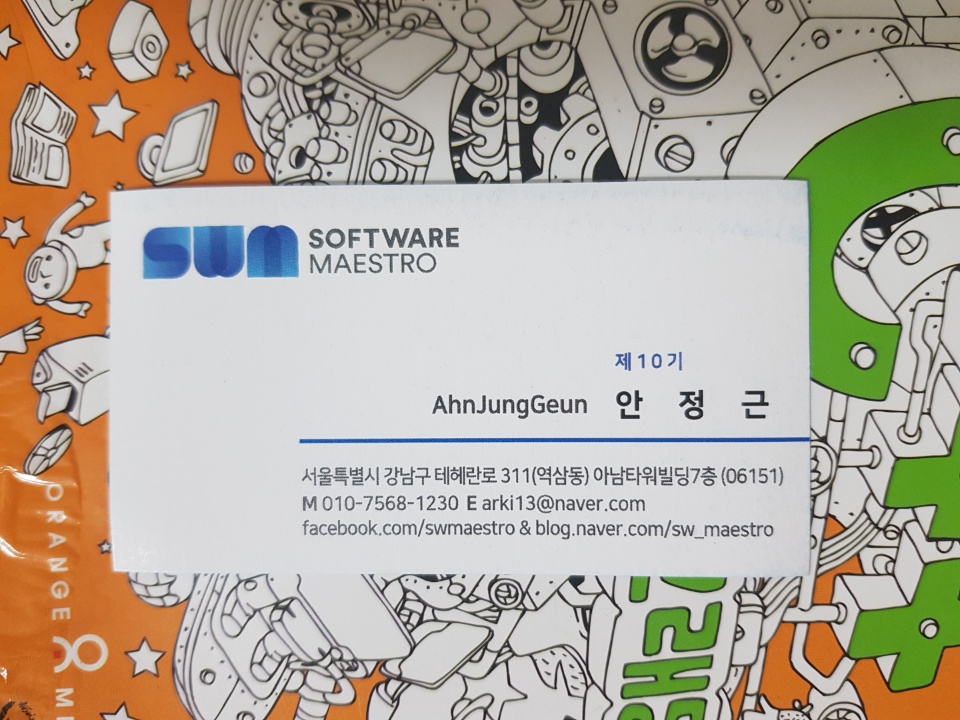 SWM SOFTWARE
MAESTRO
제10기
AhnJungGeun 안 정 근
서울특별시 강남구 테헤란로 311(역삼동) 아남타워빌딩7층 (06151)
M 010-7568-1230 E arki13@naver.com
facebook.com/swmaestro & blog.naver.com/sw_maestro
ORANGE